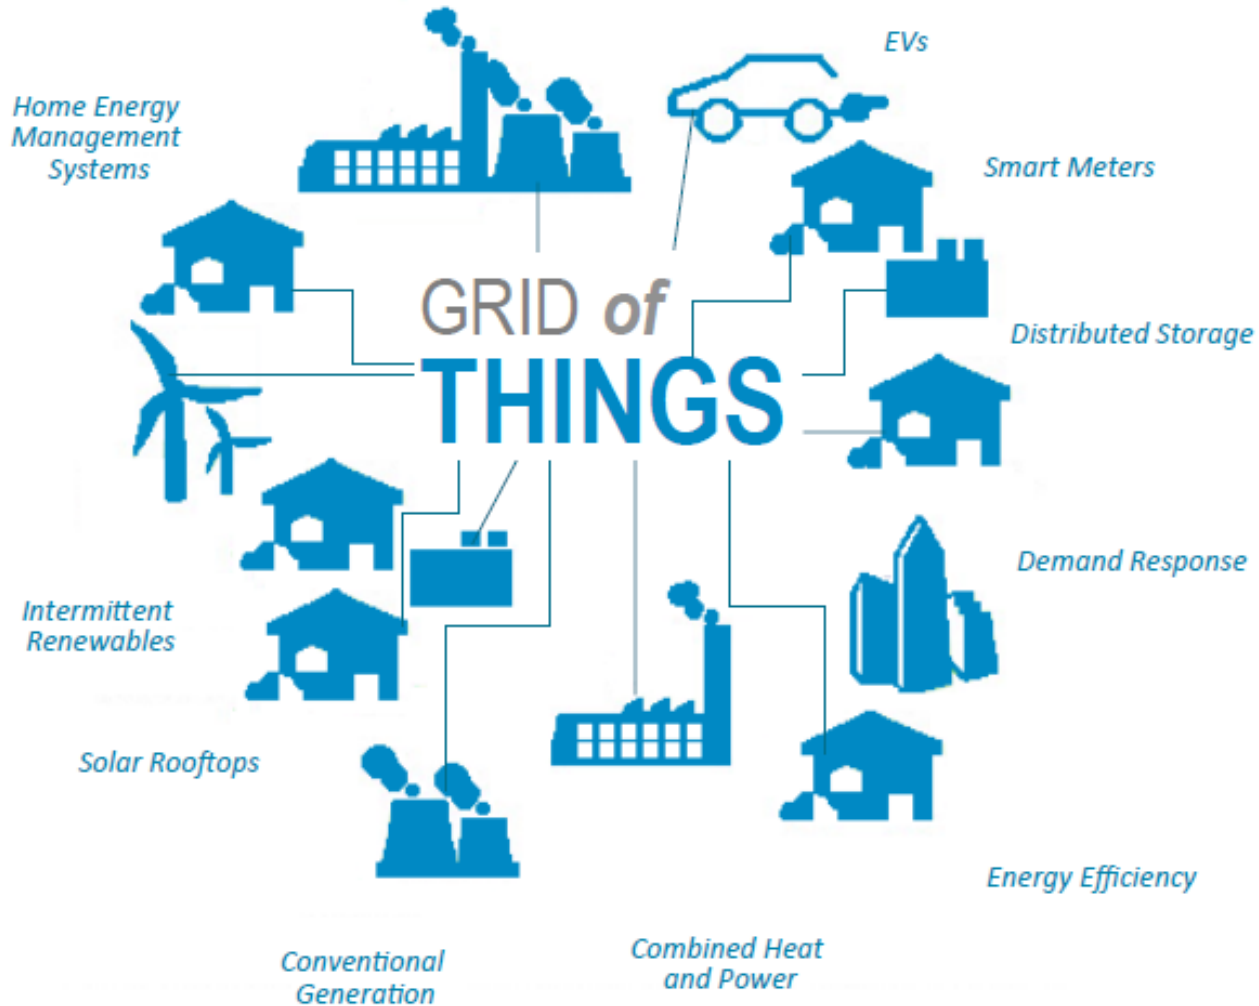 EVs
Home Energy
Management
Systems
Smart Meters
GRID of
THINGS
Distributed Storage
Demand Response
Intermittent
Renewables
Solar Rooftops
Energy Efficiency
Conventional
Generation
Combined Heat
and Power